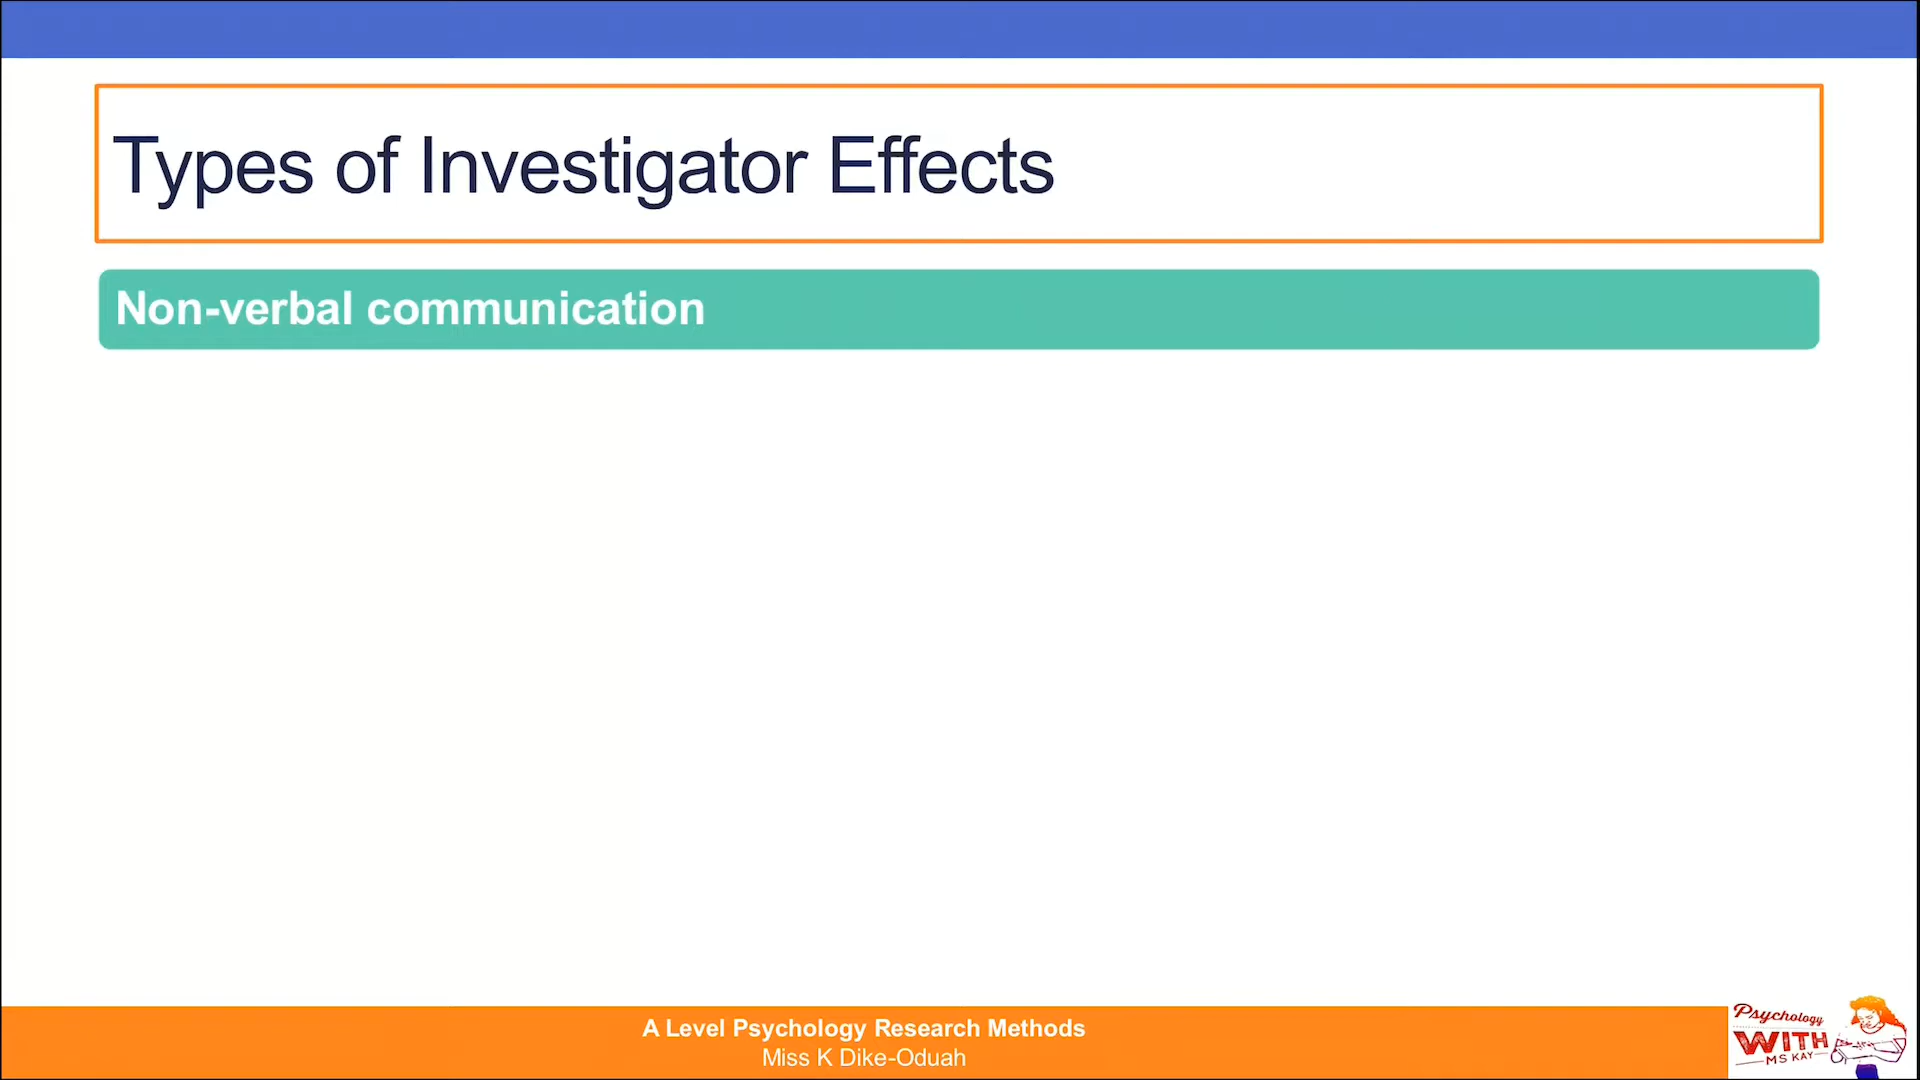 Types of Investigator Effects
Non-verbal communication
A Level Psychology Research Methods
Miss K Dike-Oduah
Psychology
WITH
MS KAY